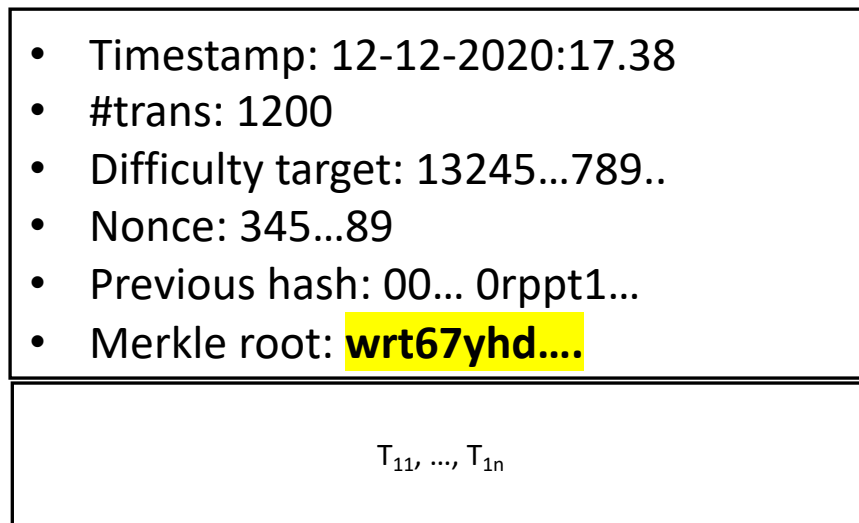 • Timestamp: 12-12-2020:17.38
• #trans: 1200
• Difficulty target: 13245…789..
• Nonce: 345…89
• Previous hash: 00… 0rppt1…
• Merkle root: wrt67yhd….
T₁₁, …, T₁ₙ